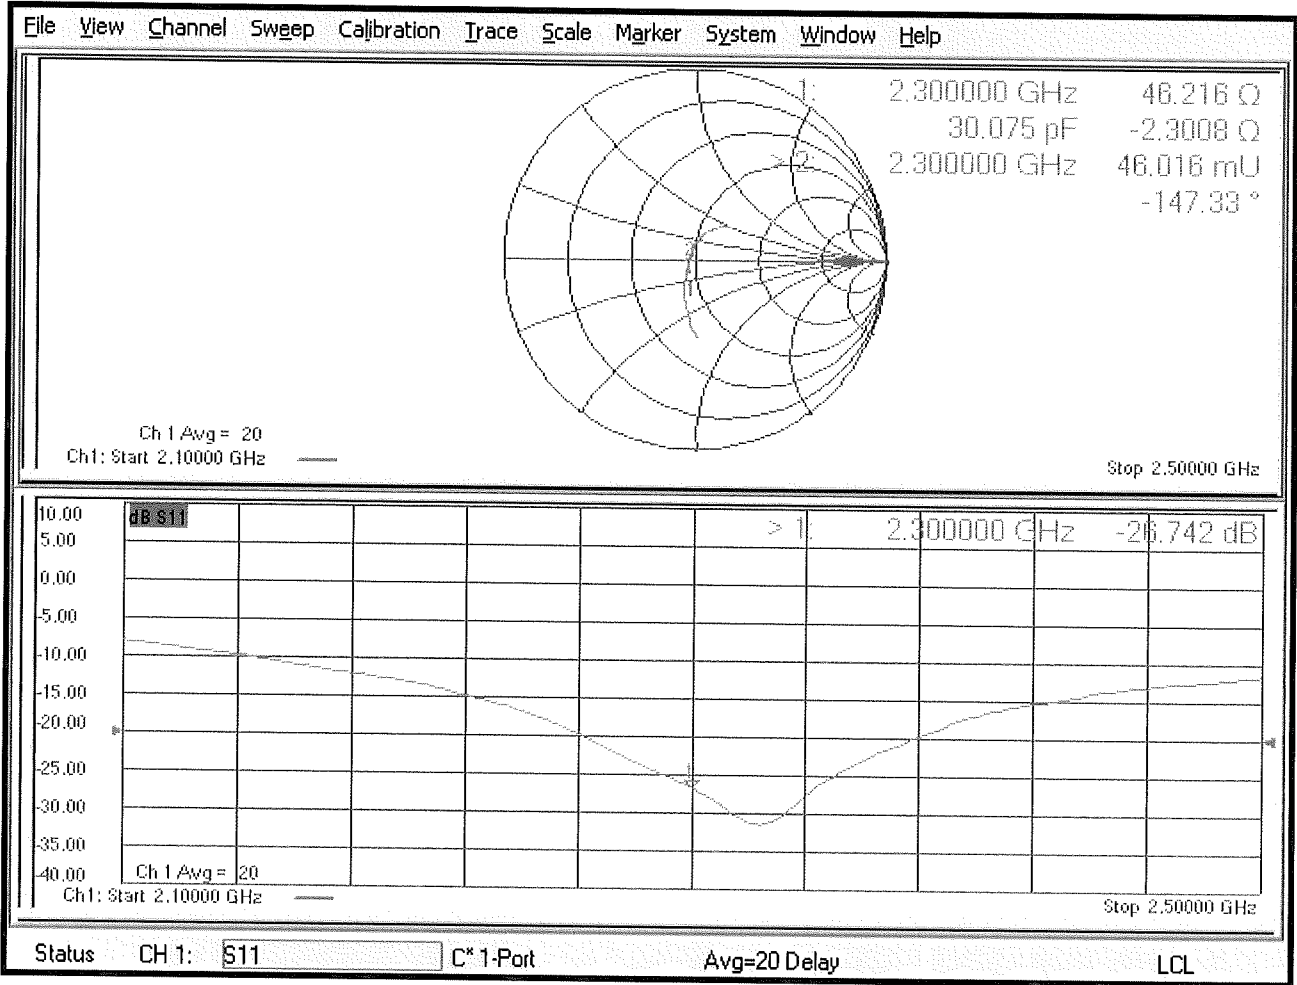 File View Channel Sweep Calibration Trace Scale Marker System Window Help
1: 2.300000 GHz 46.216 Ω
30.075 pF -2.3008 Ω
> 2: 2.300000 GHz 46.016 mU
-147.33 °
Ch 1 Avg = 20
Ch1: Start 2.10000 GHz
Stop 2.50000 GHz
10.00
dB S11
> 1: 2.300000 GHz -26.742 dB
5.00
0.00
-5.00
-10.00
-15.00
-20.00
-25.00
-30.00
-35.00
-40.00
Ch 1 Avg = 20
Ch1: Start 2.10000 GHz
Stop 2.50000 GHz
Status CH 1: S11 C* 1-Port Avg=20 Delay LCL